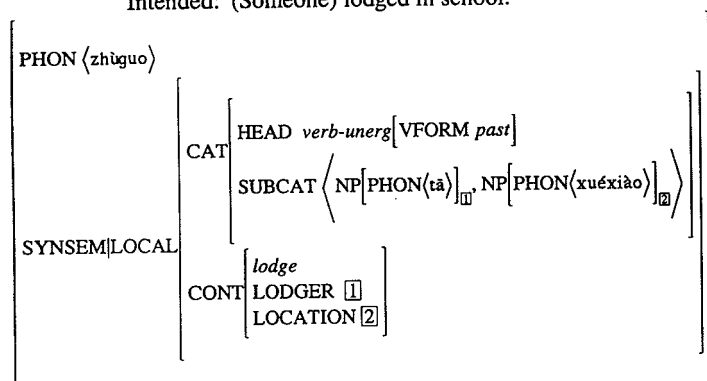 Intended: (Someone) lodged in school.
PHON ⟨zhùguo⟩
HEAD verb-unerg[VFORM past]
CAT
SUBCAT ⟨NP[PHON⟨tā⟩]1, NP[PHON⟨xuéxiào⟩]2⟩
SYNSEM|LOCAL
lodge
CONT LODGER 1
LOCATION 2